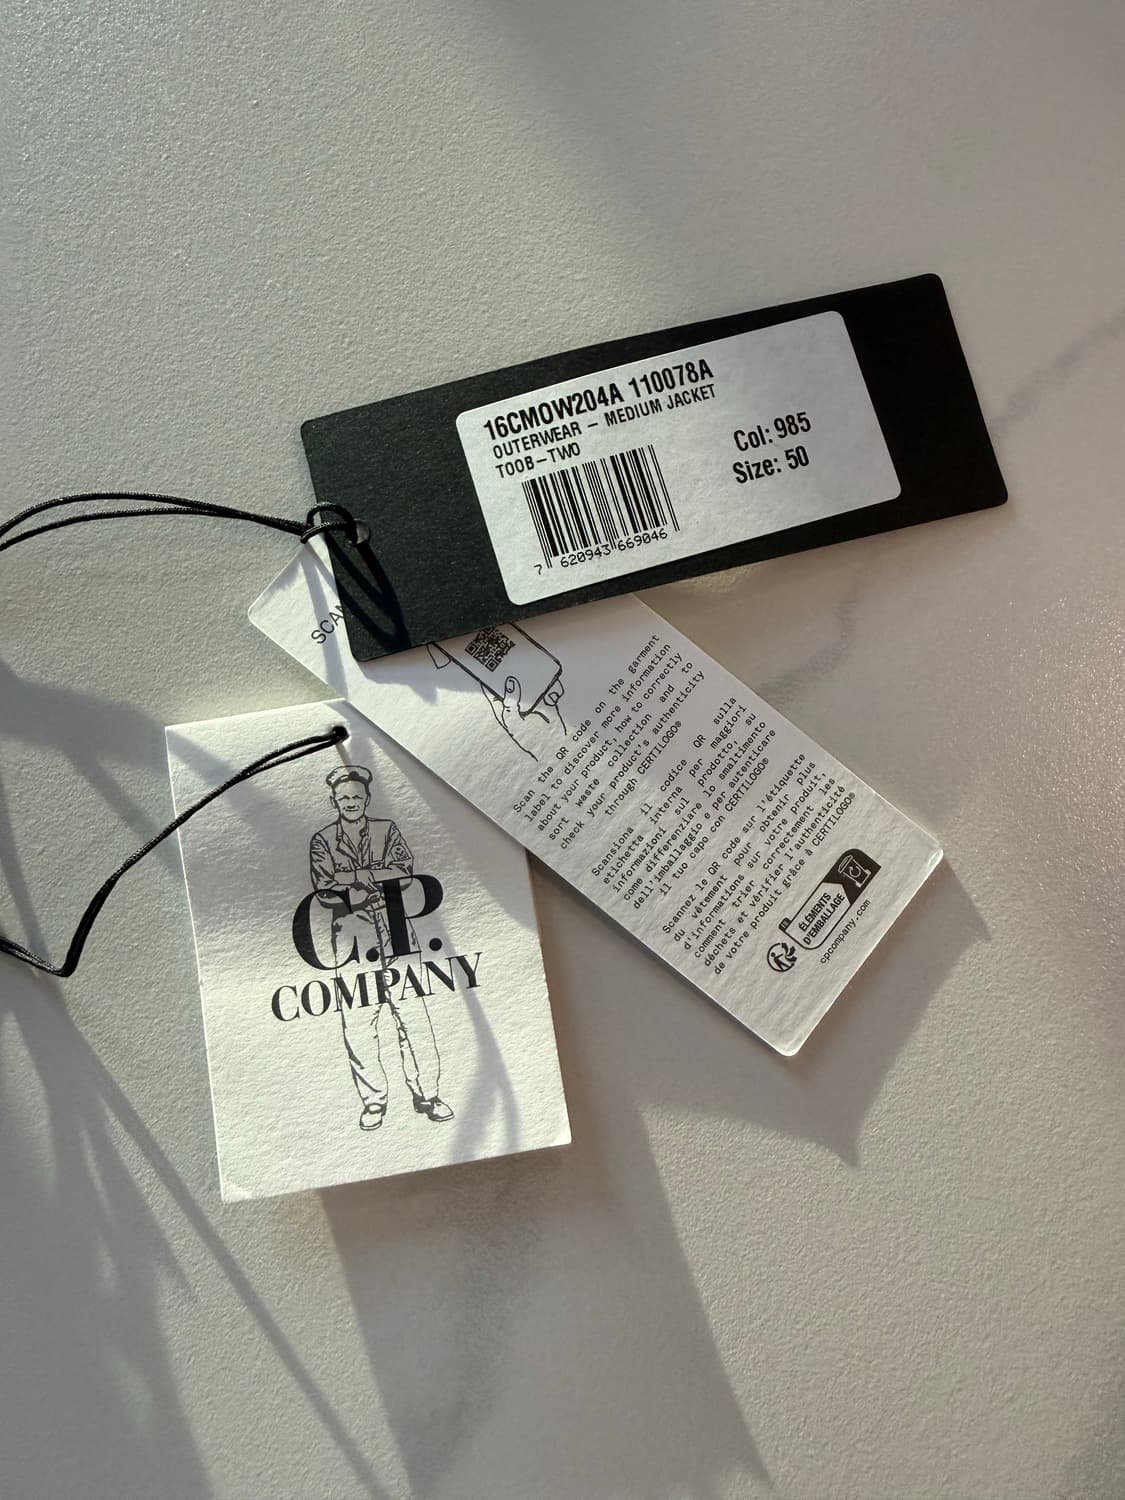 16CMOW204A 110078A
OUTERWEAR – MEDIUM JACKET
TOOB-TWO
Col: 985
Size: 50
7 620943 669046
SCAN
Scan the QR code on the garment
label to discover more information
about your product, how to correctly
sort waste collection and to
check your product's authenticity
through CERTILOGO®
Scansiona il codice QR sulla
etichetta interna per maggiori
informazioni sul prodotto, su
come differenziare lo smaltimento
dell'imballaggio e per autenticare
il tuo capo con CERTILOGO®
Scannez le QR code sur l'étiquette
du vêtement pour obtenir plus
d'informations sur votre produit,
comment trier correctement les
déchets et vérifier l'authenticité
de votre produit grâce à CERTILOGO®
ÉLÉMENTS
D'EMBALLAGE
cpcompany.com
C.P.
COMPANY